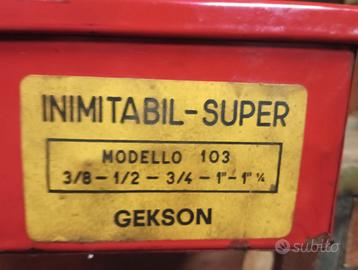 INIMITABIL-SUPER
MODELLO 103
3/8 - 1/2 - 3/4 - 1" - 1" ¼
GEKSON
subito